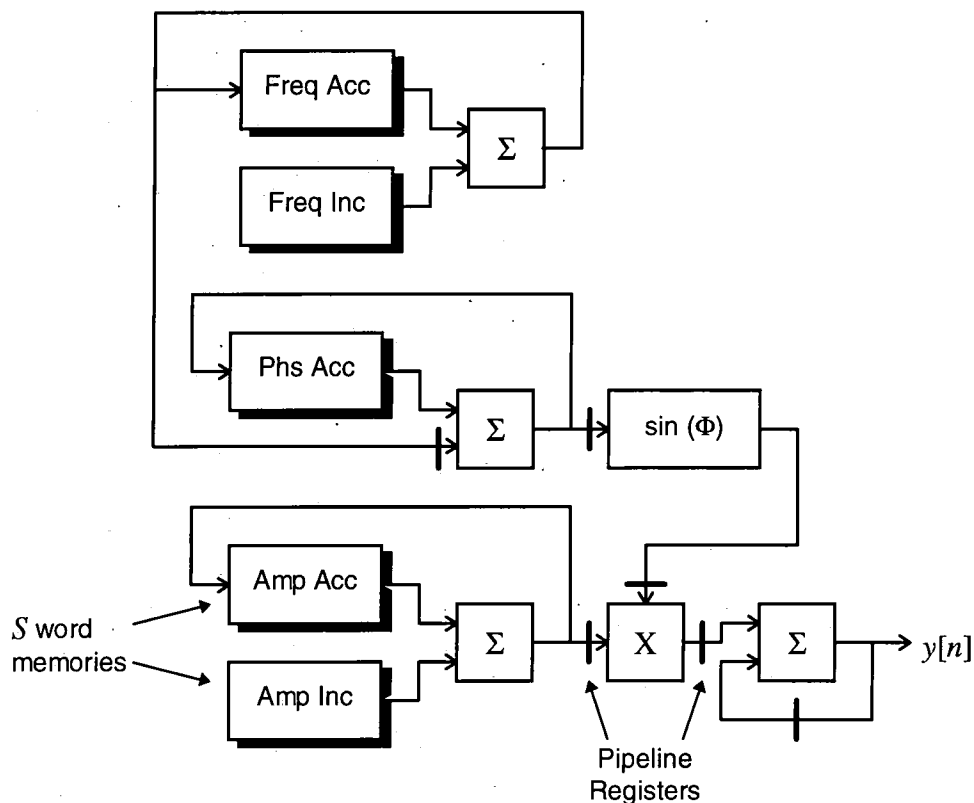 Freq Acc
Σ
Freq Inc
Phs Acc
Σ
sin (Φ)
Amp Acc
S word
memories
Σ
X
Σ
y[n]
Amp Inc
Pipeline
Registers